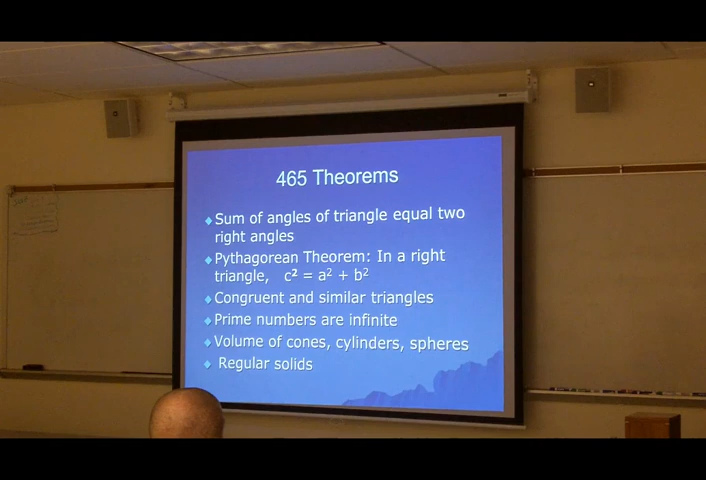 465 Theorems
Sum of angles of triangle equal two
right angles
Pythagorean Theorem: In a right
triangle, c² = a² + b²
Congruent and similar triangles
Prime numbers are infinite
Volume of cones, cylinders, spheres
Regular solids